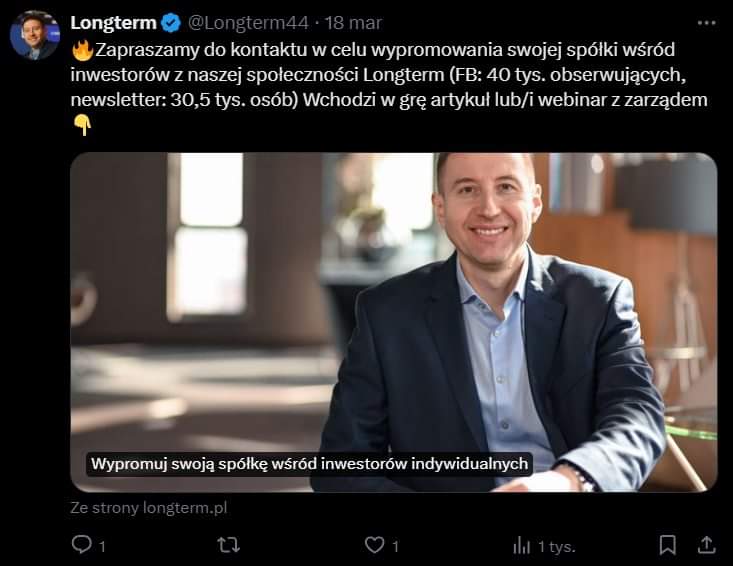 Longterm @Longterm44 · 18 mar
🔥Zapraszamy do kontaktu w celu wypromowania swojej spółki wśród
inwestorów z naszej społeczności Longterm (FB: 40 tys. obserwujących,
newsletter: 30,5 tys. osób) Wchodzi w grę artykuł lub/i webinar z zarządem
👇
Wypromuj swoją spółkę wśród inwestorów indywidualnych
Ze strony longterm.pl
1 1 1 tys.